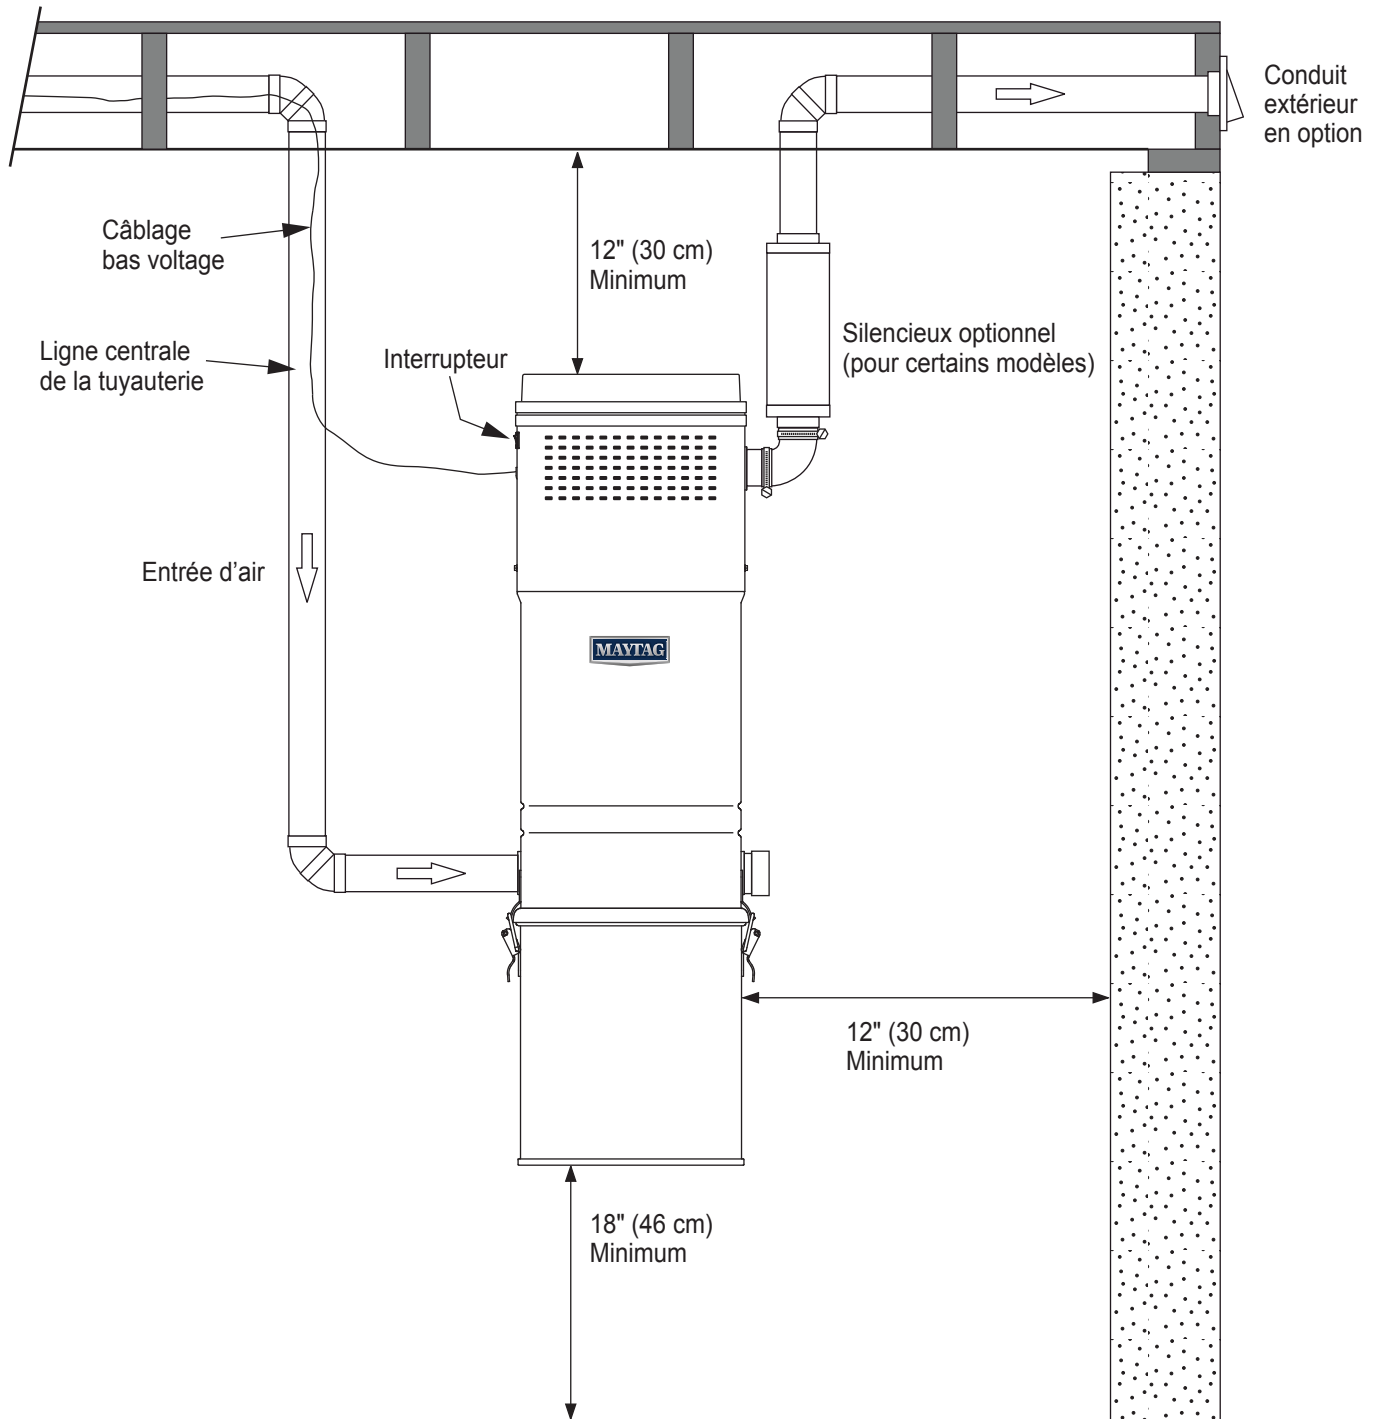 Conduit
extérieur
en option
Câblage
bas voltage
12" (30 cm)
Minimum
Ligne centrale
de la tuyauterie
Interrupteur
Silencieux optionnel
(pour certains modèles)
Entrée d’air
MAYTAG
12" (30 cm)
Minimum
18" (46 cm)
Minimum